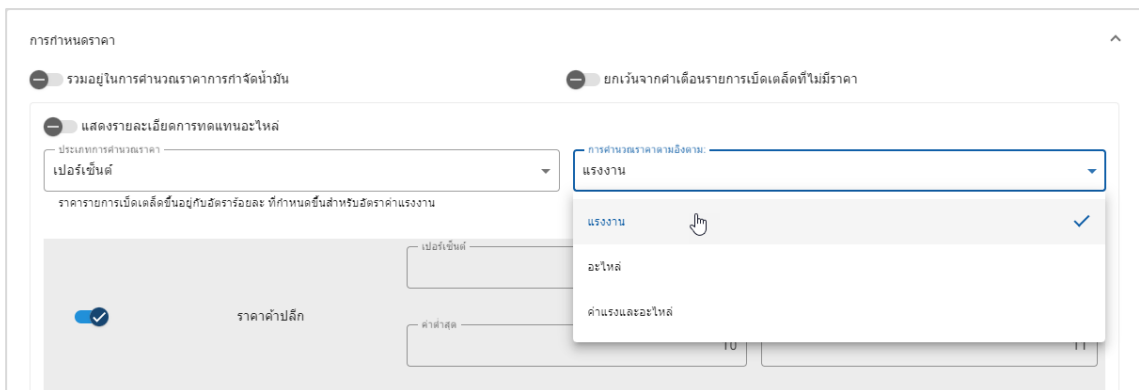 การกำหนดราคา
รวมอยู่ในการคำนวณราคาการกำจัดน้ำมัน
ยกเว้นจากคำเตือนรายการเบ็ดเตล็ดที่ไม่มีราคา
แสดงรายละเอียดการทดแทนอะไหล่
ประเภทการคำนวณราคา
เปอร์เซ็นต์
การคำนวณราคาตามอิงตาม:
แรงงาน
ราคารายการเบ็ดเตล็ดขึ้นอยู่กับอัตราร้อยละ ที่กำหนดขึ้นสำหรับอัตราค่าแรงงาน
แรงงาน
อะไหล่
ค่าแรงและอะไหล่
เปอร์เซ็นต์
ราคาค้าปลีก
ค่าต่ำสุด
10
11